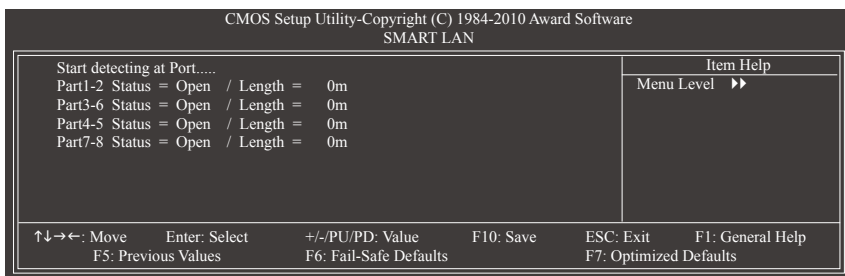 CMOS Setup Utility-Copyright (C) 1984-2010 Award Software
SMART LAN
Start detecting at Port.....
Part1-2 Status = Open / Length = 0m
Part3-6 Status = Open / Length = 0m
Part4-5 Status = Open / Length = 0m
Part7-8 Status = Open / Length = 0m
Item Help
Menu Level ▶▶
↑↓→←: Move Enter: Select +/-/PU/PD: Value F10: Save ESC: Exit F1: General Help
F5: Previous Values F6: Fail-Safe Defaults F7: Optimized Defaults